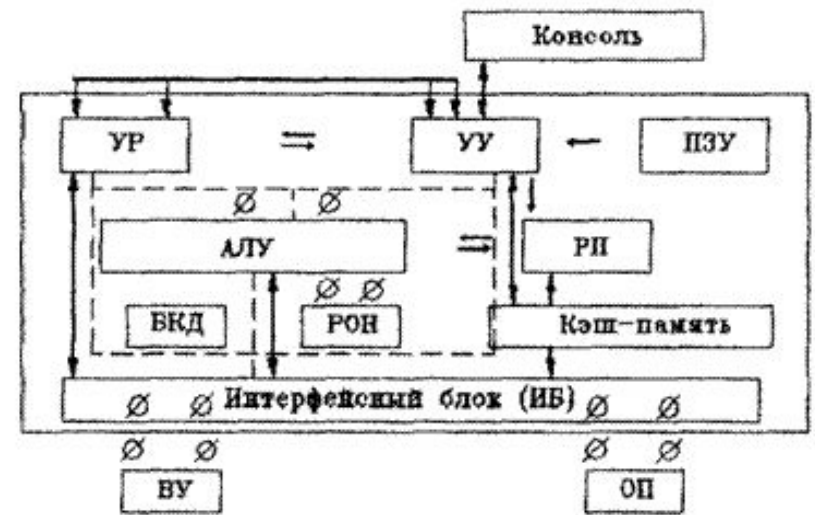 Консоль
УР
УУ
ПЗУ
АЛУ
РП
БКД
РОН
Кэш-память
Интерфейсный блок (ИБ)
ВУ
ОП